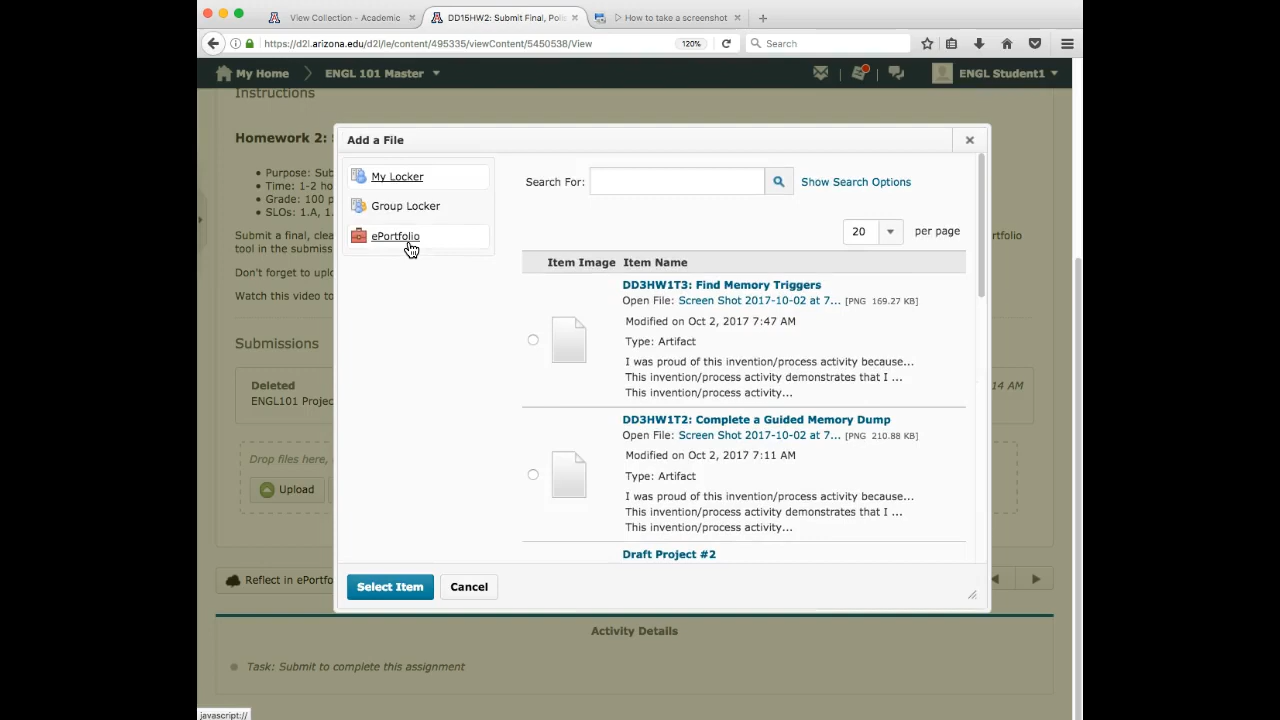 View Collection - Academic
DD15HW2: Submit Final, Poli
How to take a screenshot
https://d2l.arizona.edu/d2l/le/content/495335/viewContent/5450538/View
120%
Search
My Home
ENGL 101 Master
ENGL Student1
Instructions
Homework 2:
Purpose: Sub
Time: 1-2 ho
Grade: 100 p
SLOs: 1.A, 1.
Submit a final, clea
rtfolio
tool in the submiss
Don't forget to uplo
Watch this video to
Submissions
Deleted
14 AM
ENGL101 Projec
Drop files here,
Upload
Reflect in ePortfo
Activity Details
Task: Submit to complete this assignment
Add a File
My Locker
Group Locker
ePortfolio
Search For:
Show Search Options
20
per page
Item Image
Item Name
DD3HW1T3: Find Memory Triggers
Open File: Screen Shot 2017-10-02 at 7... [PNG 169.27 KB]
Modified on Oct 2, 2017 7:47 AM
Type: Artifact
I was proud of this invention/process activity because...
This invention/process activity demonstrates that I ...
This invention/process activity...
DD3HW1T2: Complete a Guided Memory Dump
Open File: Screen Shot 2017-10-02 at 7... [PNG 210.88 KB]
Modified on Oct 2, 2017 7:11 AM
Type: Artifact
I was proud of this invention/process activity because...
This invention/process activity demonstrates that I ...
This invention/process activity...
Draft Project #2
Select Item
Cancel
javascript://